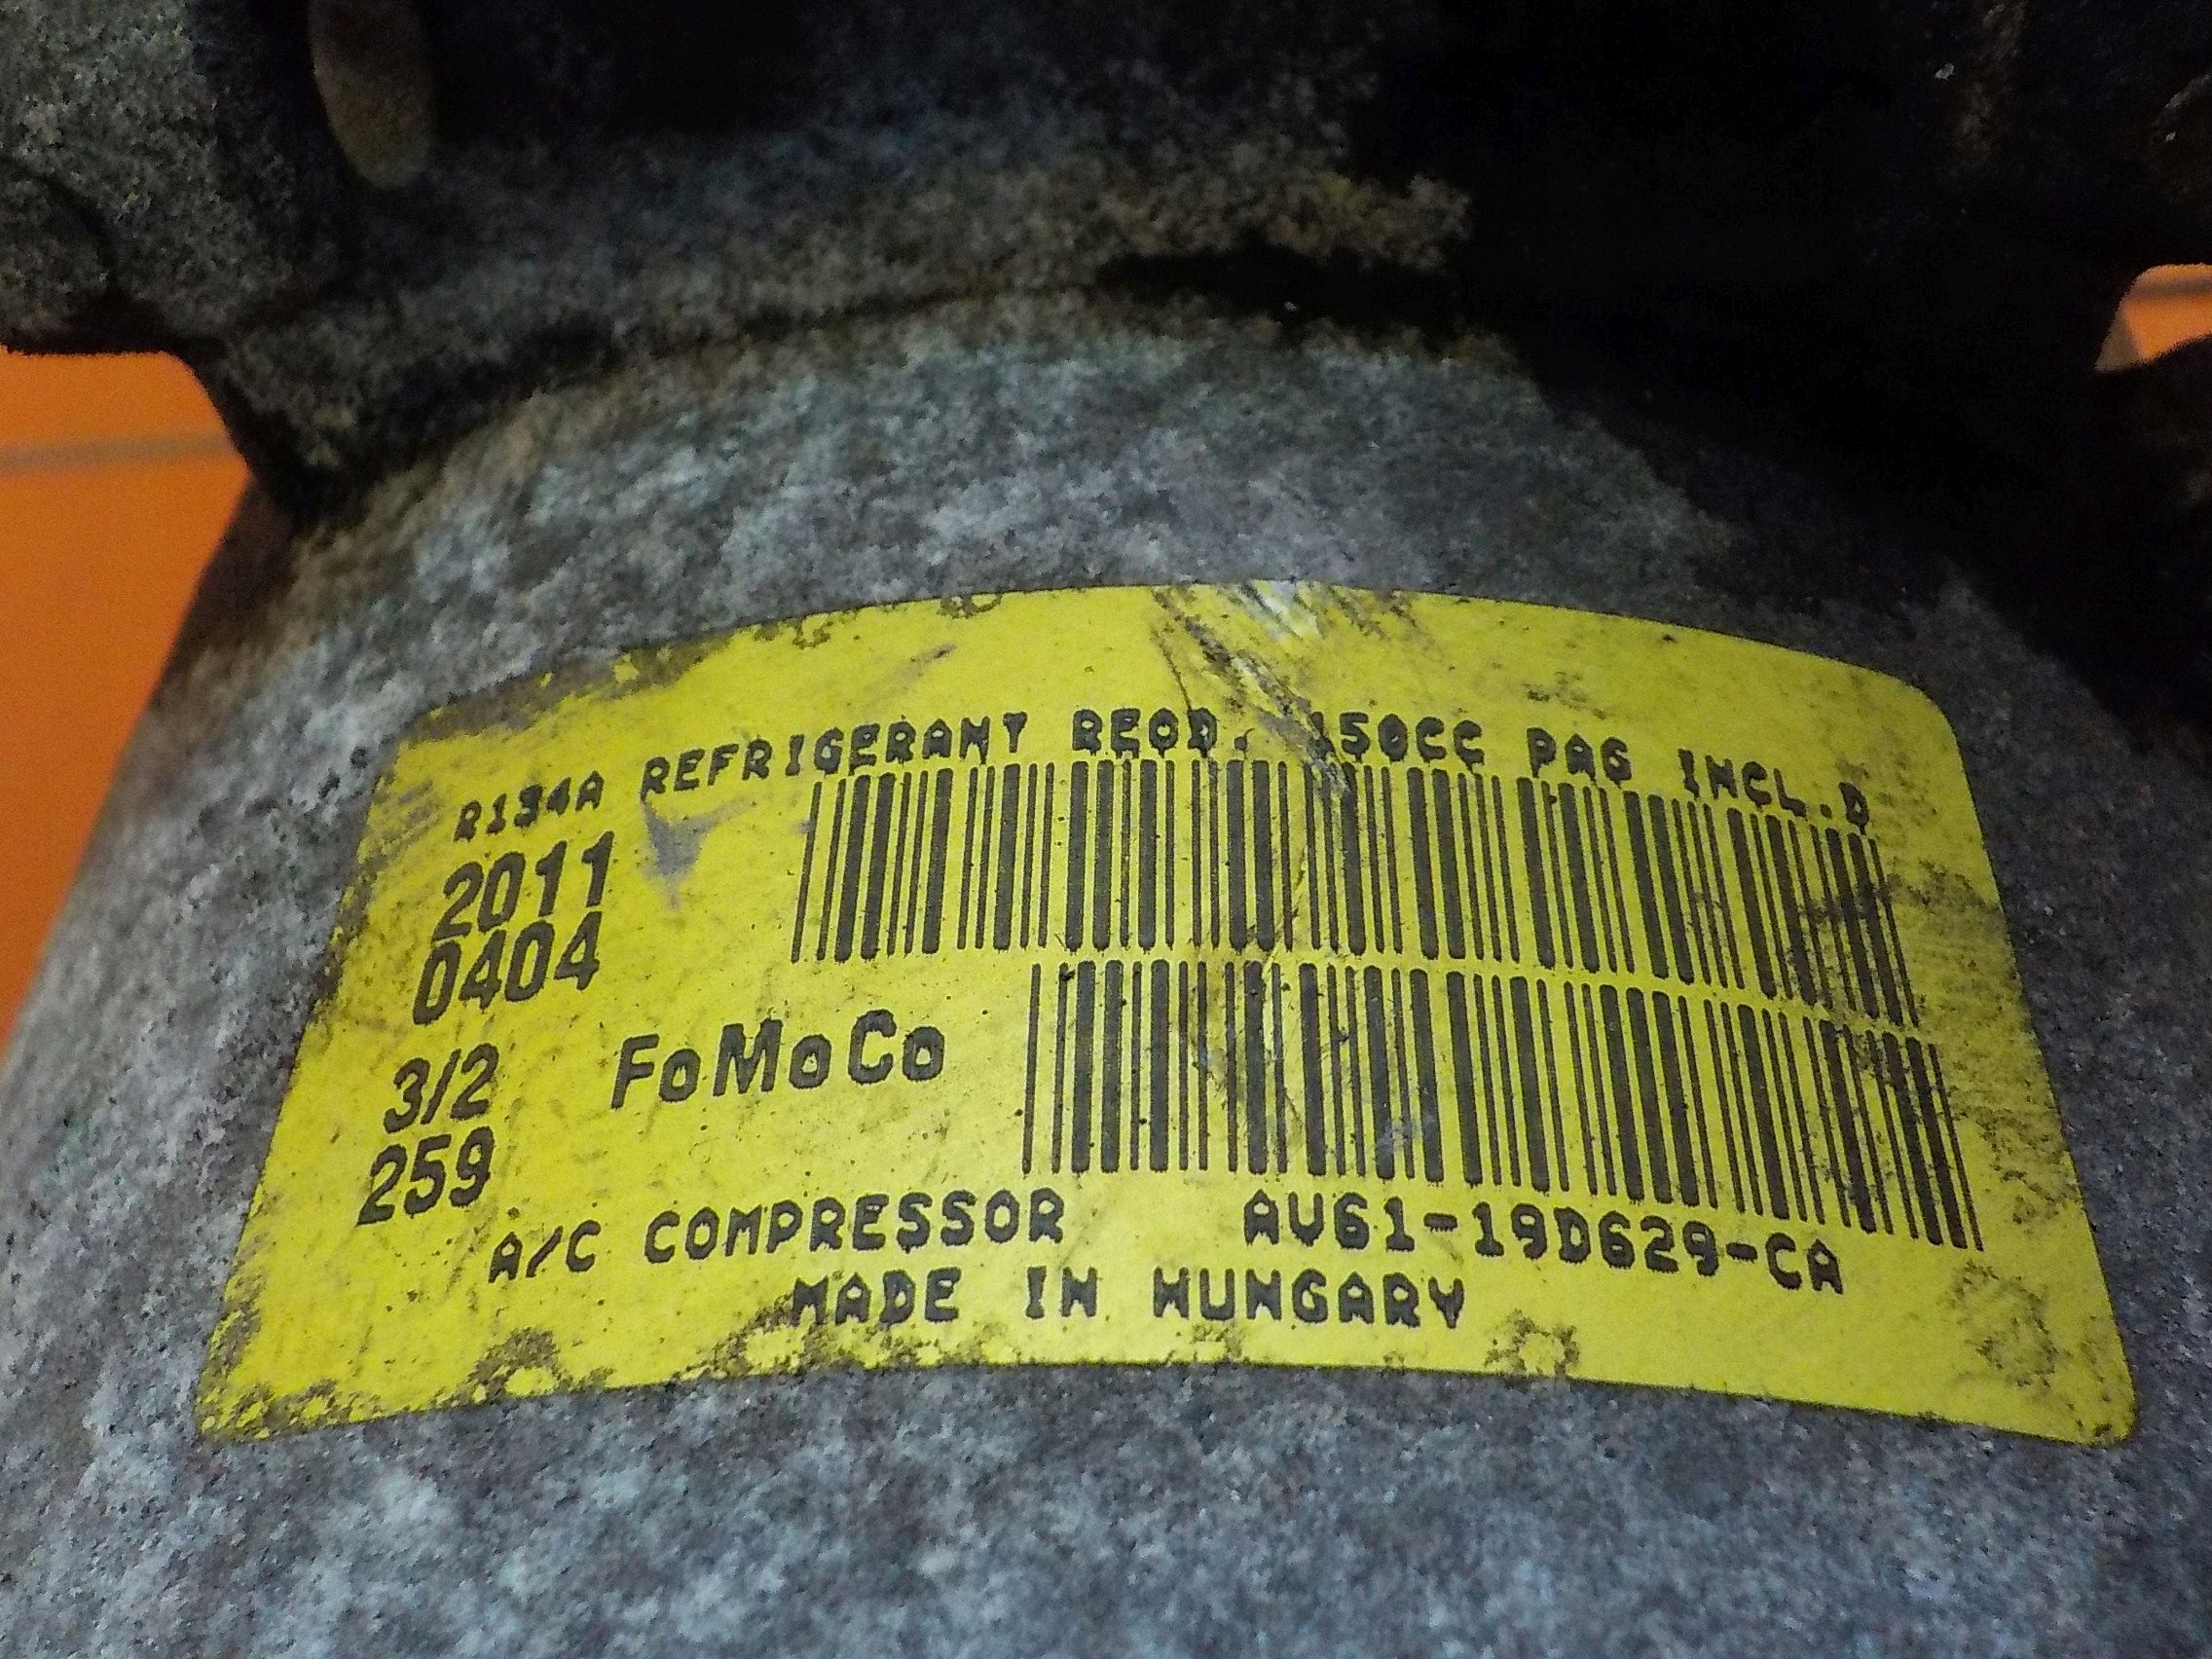 R134A REFRIGERANT REQD. 150CC PAG INCL.D
2011
0404
3/2 FoMoCo
259
A/C COMPRESSOR AV61-19D629-CA
MADE IN HUNGARY